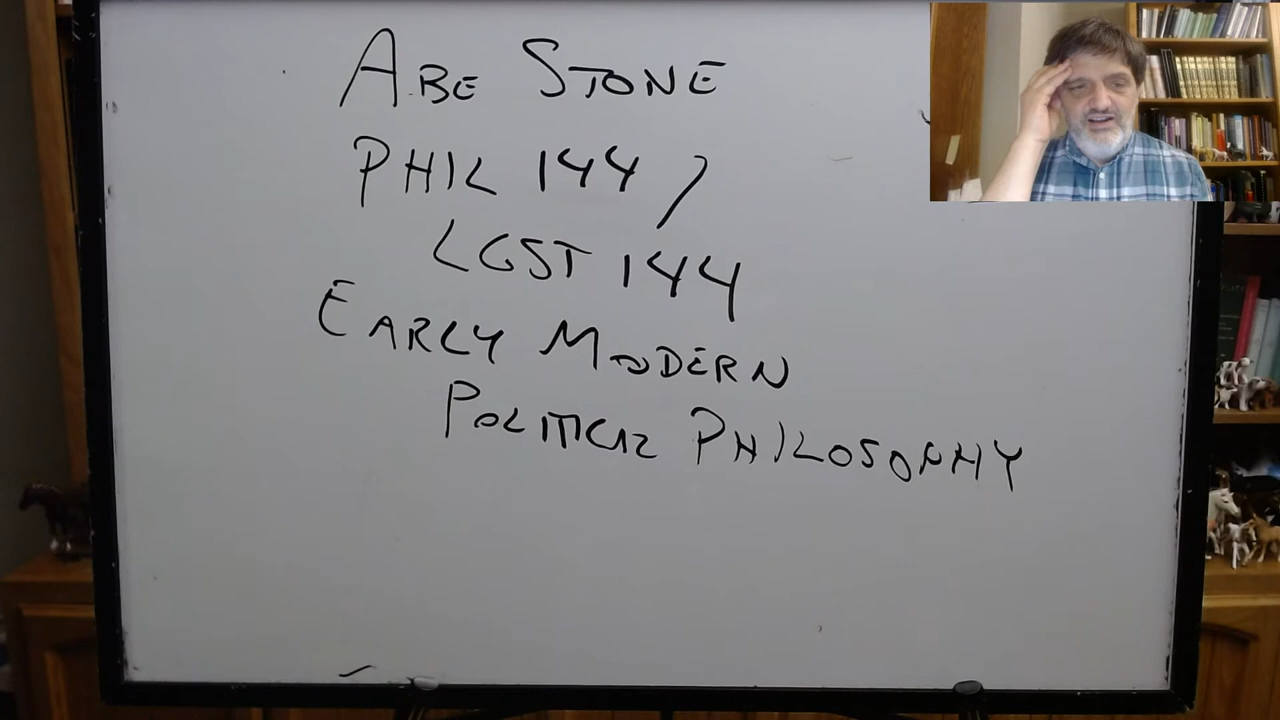 ABE STONE
PHIL 144 /
LGST 144
EARLY MODERN
POLITICAL PHILOSOPHY